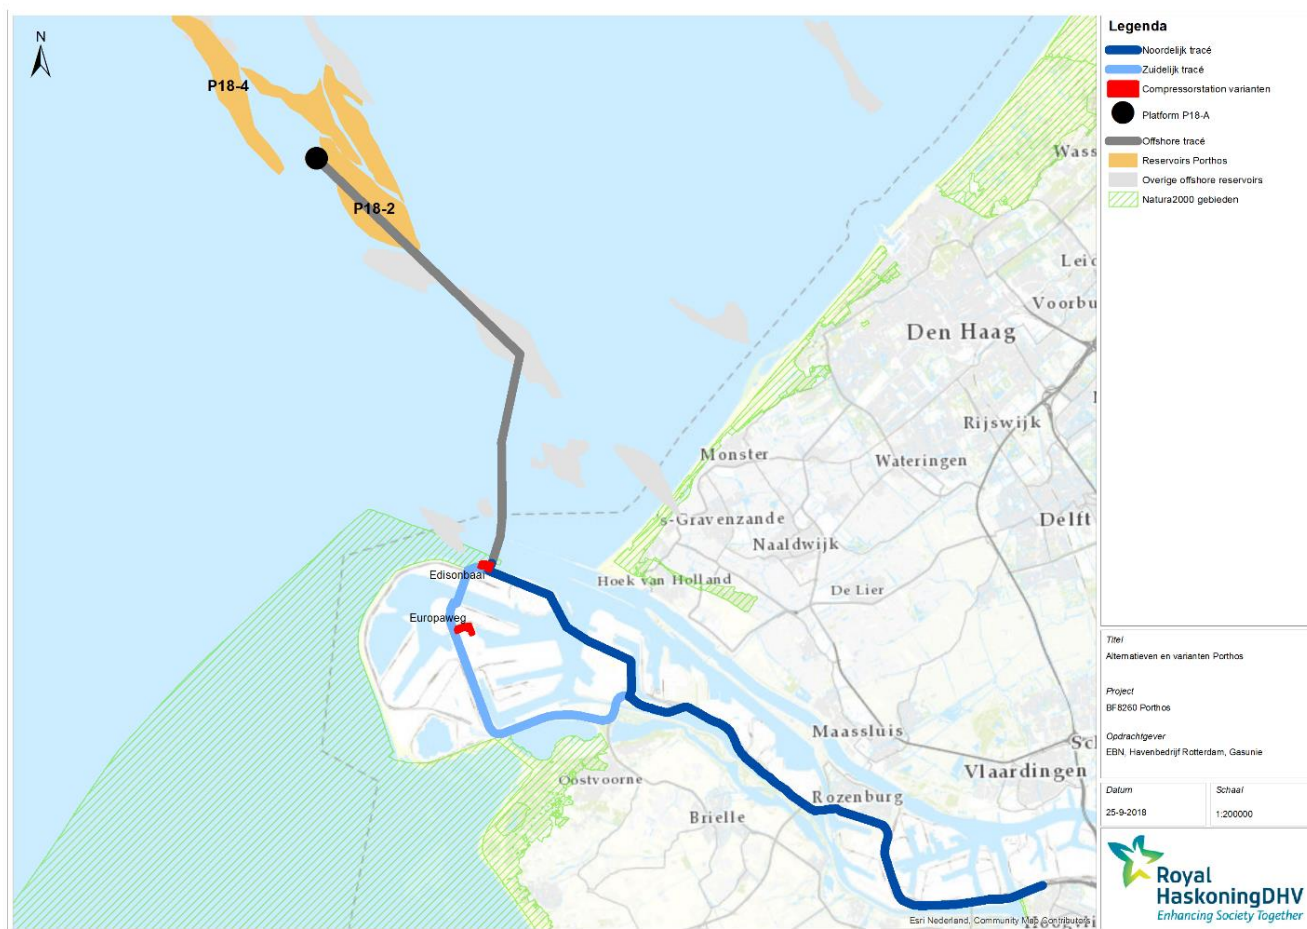 N
P18-4
P18-2
Den Haag
Rijswijk
Monster
Wateringen
Delft
's-Gravenzande
Naaldwijk
Hoek van Holland
De Lier
Edisonbaai
Europaweg
Maassluis
Vlaardingen
Oostvoorne
Rozenburg
Brielle
Wass
Leid
Voorbu
Esri Nederland, Community Map Contributors
Legenda
Noordelijk tracé
Zuidelijk tracé
Compressorstation varianten
Platform P18-A
Offshore tracé
Reservoirs Porthos
Overige offshore reservoirs
Natura2000 gebieden
Titel
Alternatieven en varianten Porthos
Project
BF8260 Porthos
Opdrachtgever
EBN, Havenbedrijf Rotterdam, Gasunie
Datum
25-9-2018
Schaal
1:200000
Royal
HaskoningDHV
Enhancing Society Together